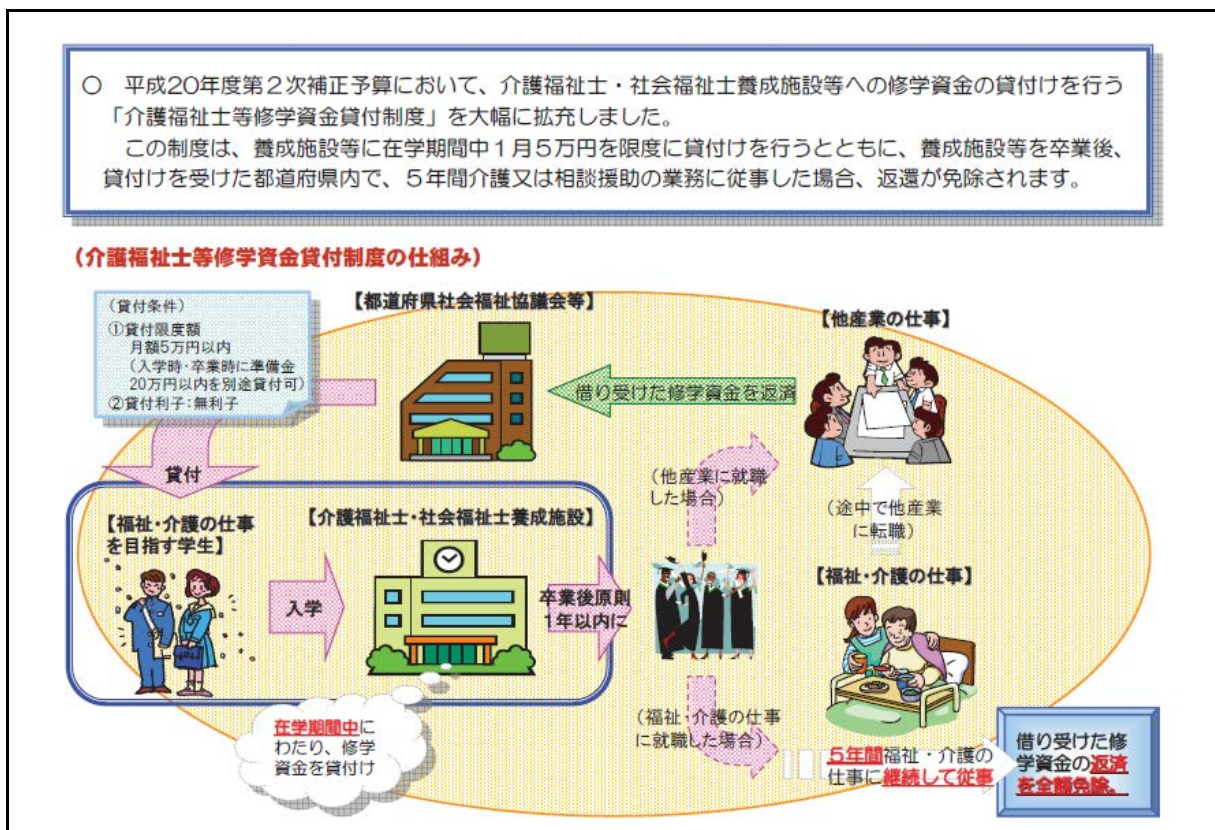 ○ 平成20年度第2次補正予算において、介護福祉士・社会福祉士養成施設等への修学資金の貸付けを行う
「介護福祉士等修学資金貸付制度」を大幅に拡充しました。
この制度は、養成施設等に在学期間中1月5万円を限度に貸付けを行うとともに、養成施設等を卒業後、
貸付けを受けた都道府県内で、5年間介護又は相談援助の業務に従事した場合、返還が免除されます。
(介護福祉士等修学資金貸付制度の仕組み)
(貸付条件)
①貸付限度額
月額5万円以内
(入学時・卒業時に準備金
20万円以内を別途貸付可)
②貸付利子:無利子
【都道府県社会福祉協議会等】
【他産業の仕事】
借り受けた修学資金を返済
貸付
(他産業に就職
した場合)
(途中で他産業
に転職)
【福祉・介護の仕事
を目指す学生】
【介護福祉士・社会福祉士養成施設】
入学
卒業後原則
1年以内に
【福祉・介護の仕事】
在学期間中に
わたり、修学
資金を貸付け
(福祉・介護の仕事
に就職した場合)
5年間福祉・介護の
仕事に継続して従事
借り受けた修
学資金の返済
を全額免除。